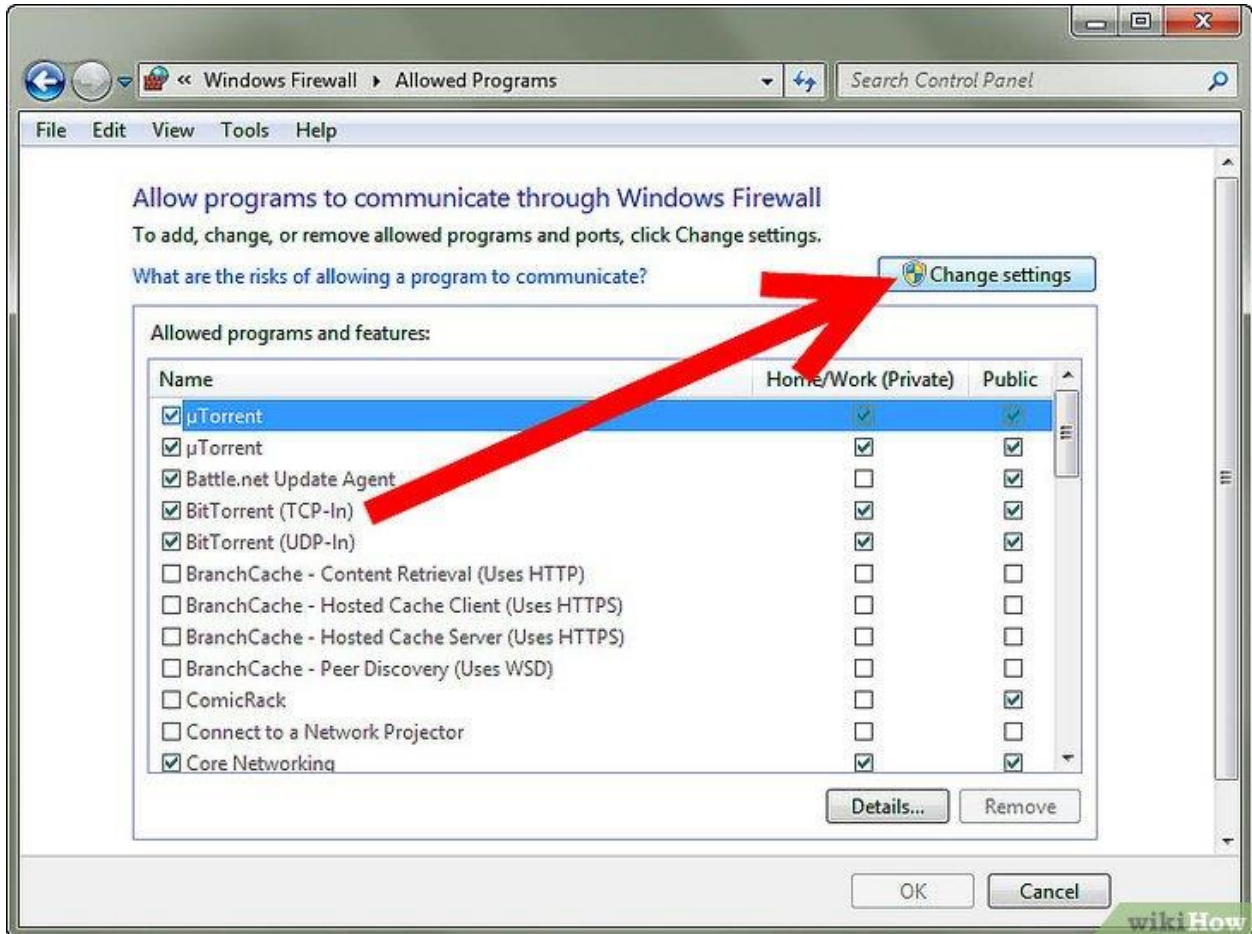 « Windows Firewall ▸ Allowed Programs Search Control Panel
File Edit View Tools Help
Allow programs to communicate through Windows Firewall
To add, change, or remove allowed programs and ports, click Change settings.
What are the risks of allowing a program to communicate? Change settings
Allowed programs and features:
Name Home/Work (Private) Public
µTorrent
µTorrent
Battle.net Update Agent
BitTorrent (TCP-In)
BitTorrent (UDP-In)
BranchCache - Content Retrieval (Uses HTTP)
BranchCache - Hosted Cache Client (Uses HTTPS)
BranchCache - Hosted Cache Server (Uses HTTPS)
BranchCache - Peer Discovery (Uses WSD)
ComicRack
Connect to a Network Projector
Core Networking
Details... Remove
OK Cancel
wikiHow